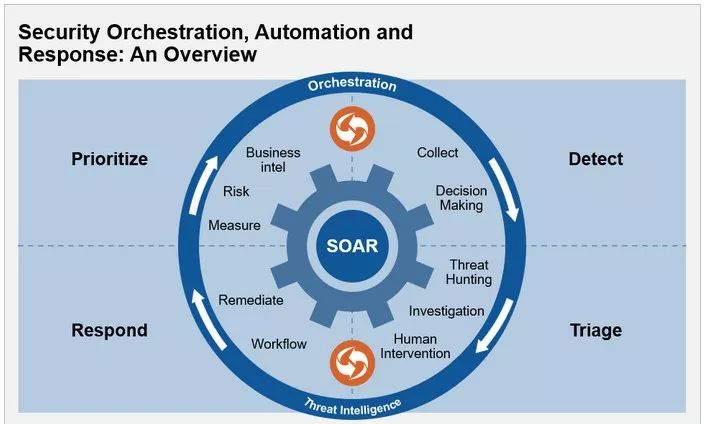 Security Orchestration, Automation and
Response: An Overview
Orchestration
Prioritize
Detect
Business
intel
Collect
Risk
Decision
Making
Measure
SOAR
Threat
Hunting
Remediate
Investigation
Respond
Triage
Workflow
Human
Intervention
Threat Intelligence